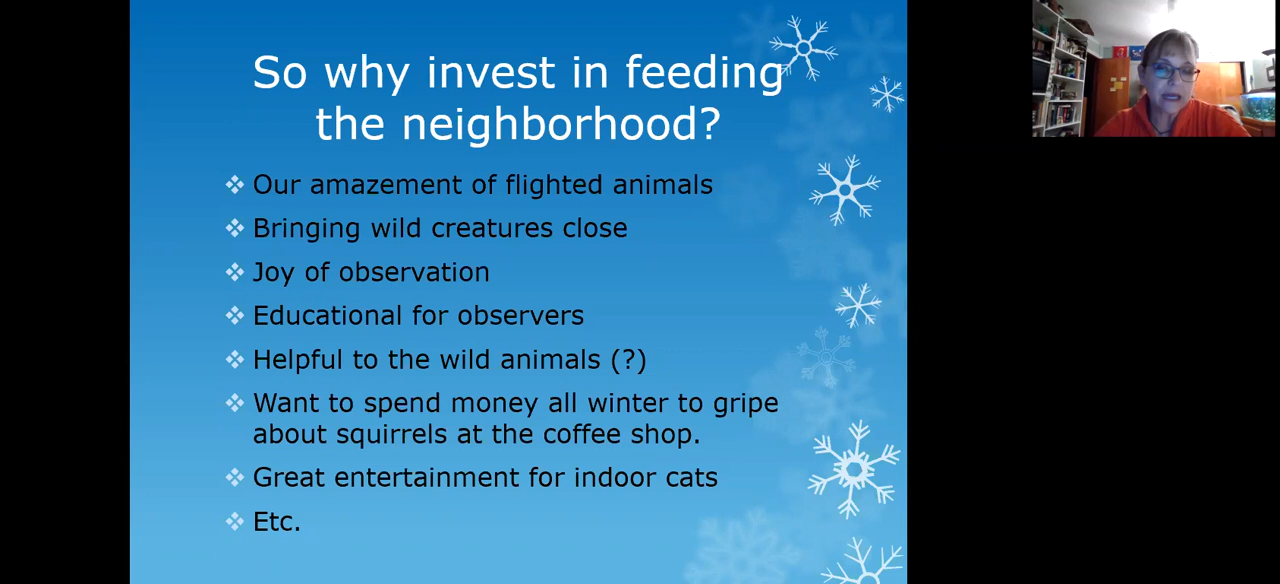 So why invest in feeding
the neighborhood?
Our amazement of flighted animals
Bringing wild creatures close
Joy of observation
Educational for observers
Helpful to the wild animals (?)
Want to spend money all winter to gripe
about squirrels at the coffee shop.
Great entertainment for indoor cats
Etc.